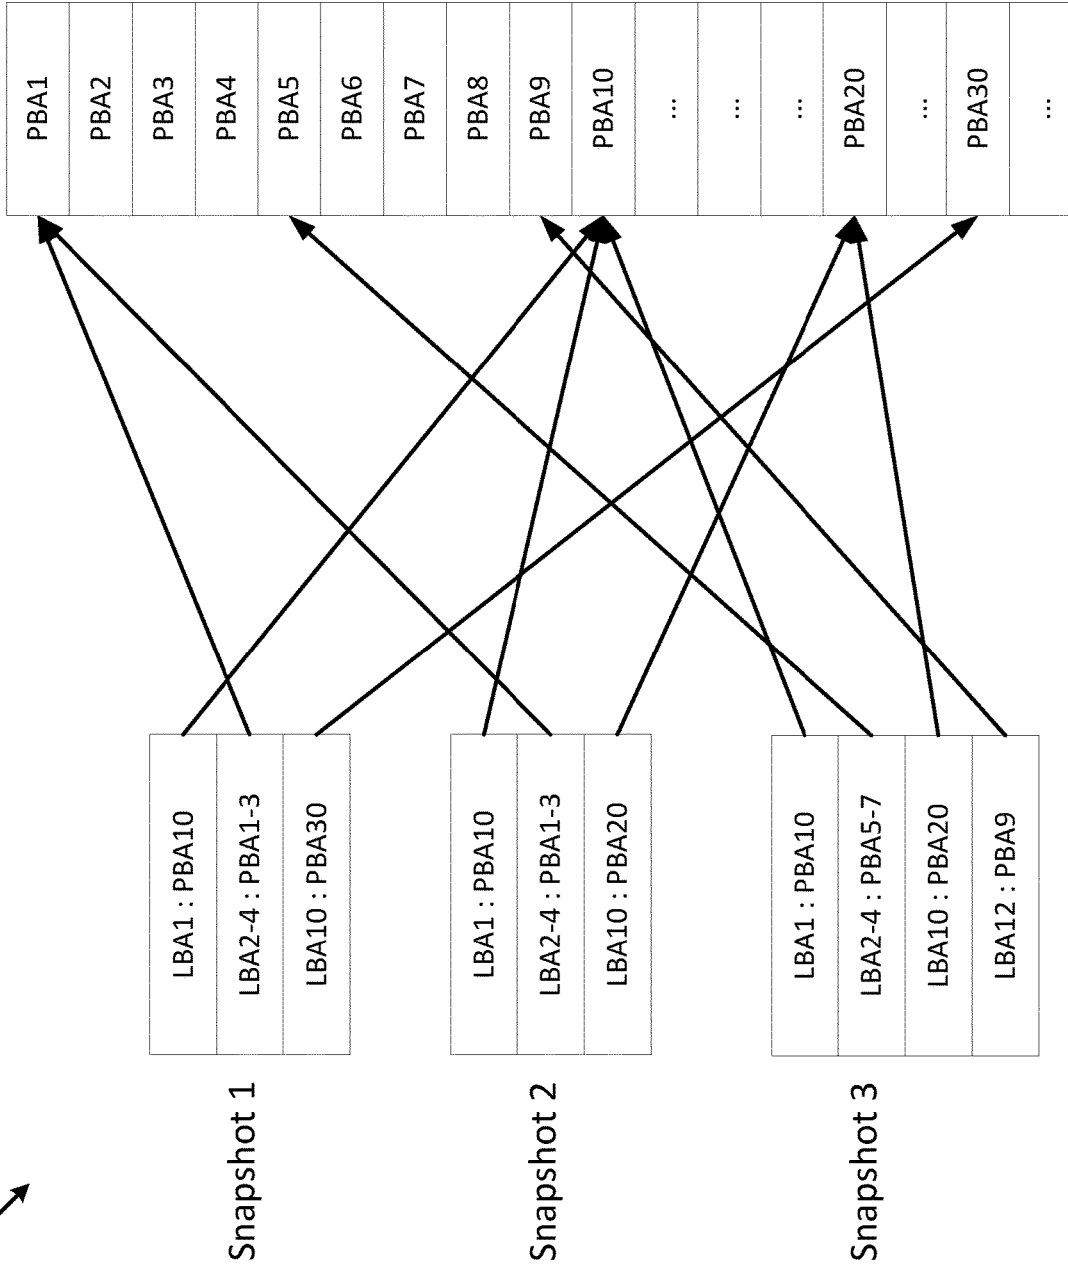 Snapshot 1
LBA1 : PBA10
LBA2-4 : PBA1-3
LBA10 : PBA30
Snapshot 2
LBA1 : PBA10
LBA2-4 : PBA1-3
LBA10 : PBA20
Snapshot 3
LBA1 : PBA10
LBA2-4 : PBA5-7
LBA10 : PBA20
LBA12 : PBA9
PBA1
PBA2
PBA3
PBA4
PBA5
PBA6
PBA7
PBA8
PBA9
PBA10
...
...
...
PBA20
...
PBA30
...